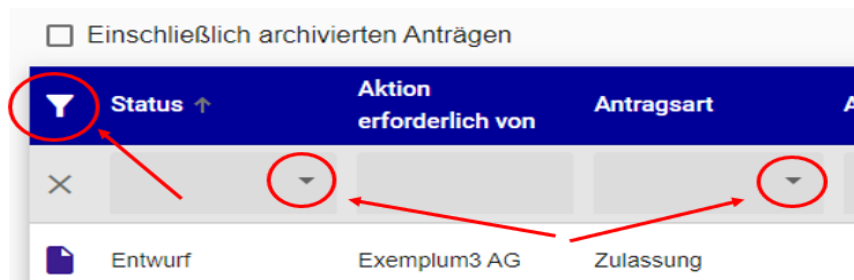 Einschließlich archivierten Anträgen
Status ↑ Aktion erforderlich von Antragsart A
Entwurf Exemplum3 AG Zulassung